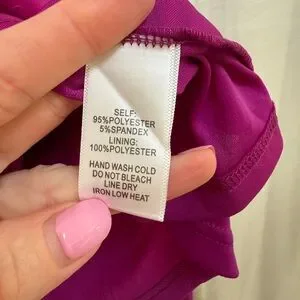 SELF:
95%POLYESTER
5%SPANDEX
LINING:
100%POLYESTER
HAND WASH COLD
DO NOT BLEACH
LINE DRY
IRON LOW HEAT